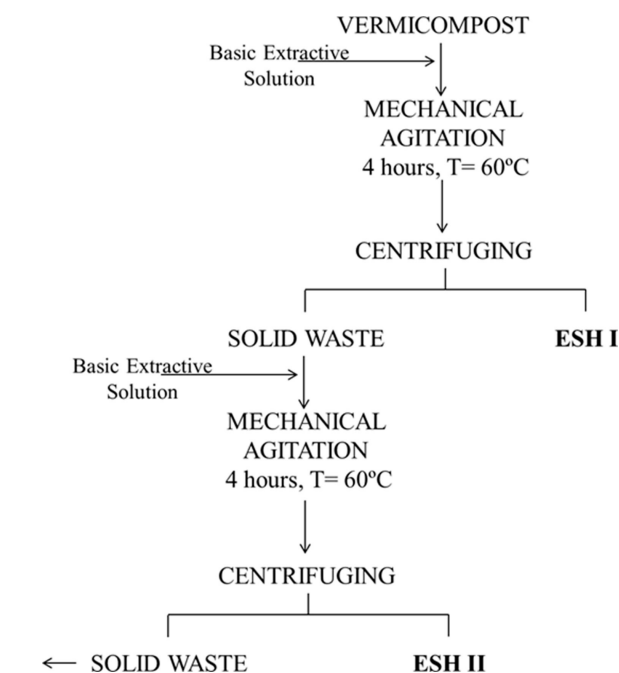 VERMICOMPOST
Basic Extractive
Solution
MECHANICAL
AGITATION
4 hours, T= 60ºC
CENTRIFUGING
SOLID WASTE
ESH I
Basic Extractive
Solution
MECHANICAL
AGITATION
4 hours, T= 60ºC
CENTRIFUGING
SOLID WASTE
ESH II